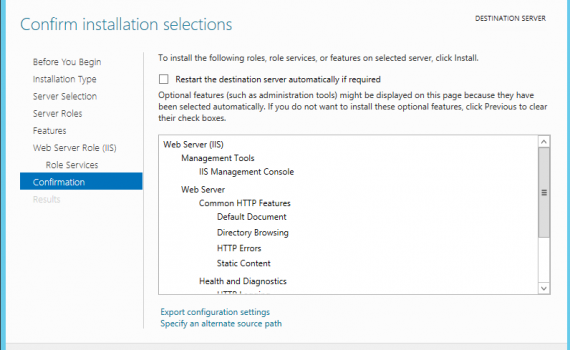 Confirm installation selections
DESTINATION SERVER
Before You Begin
Installation Type
Server Selection
Server Roles
Features
Web Server Role (IIS)
Role Services
Confirmation
Results
To install the following roles, role services, or features on selected server, click Install.
Restart the destination server automatically if required
Optional features (such as administration tools) might be displayed on this page because they have
been selected automatically. If you do not want to install these optional features, click Previous to clear
their check boxes.
Web Server (IIS)
Management Tools
IIS Management Console
Web Server
Common HTTP Features
Default Document
Directory Browsing
HTTP Errors
Static Content
Health and Diagnostics
HTTP
Export configuration settings
Specify an alternate source path